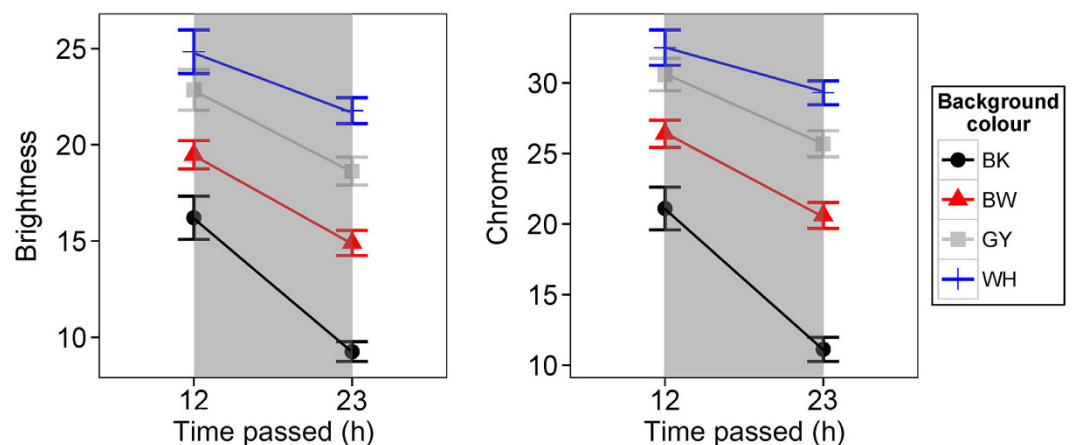 Brightness
25
20
15
10
12 23
Time passed (h)
Chroma
30
25
20
15
10
12 23
Time passed (h)
Background
colour
BK
BW
GY
WH